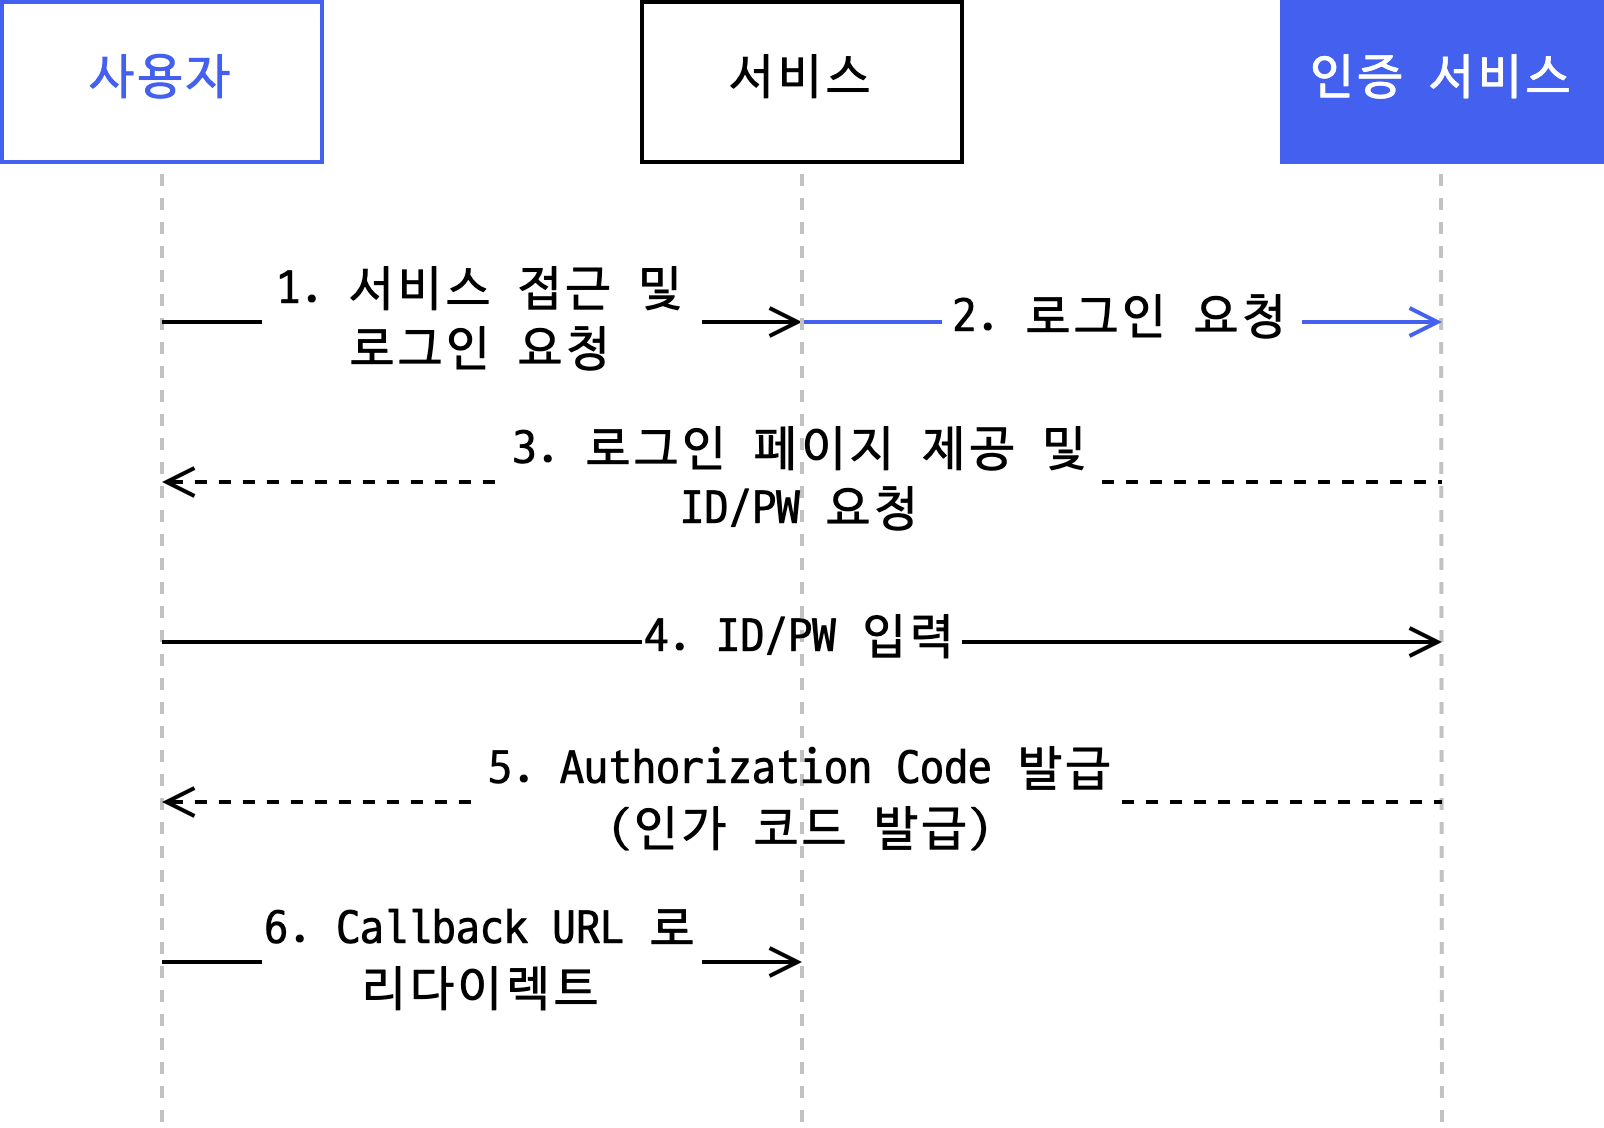 사용자
서비스
인증 서비스
1. 서비스 접근 및
로그인 요청
2. 로그인 요청
3. 로그인 페이지 제공 및
ID/PW 요청
4. ID/PW 입력
5. Authorization Code 발급
(인가 코드 발급)
6. Callback URL 로
리다이렉트